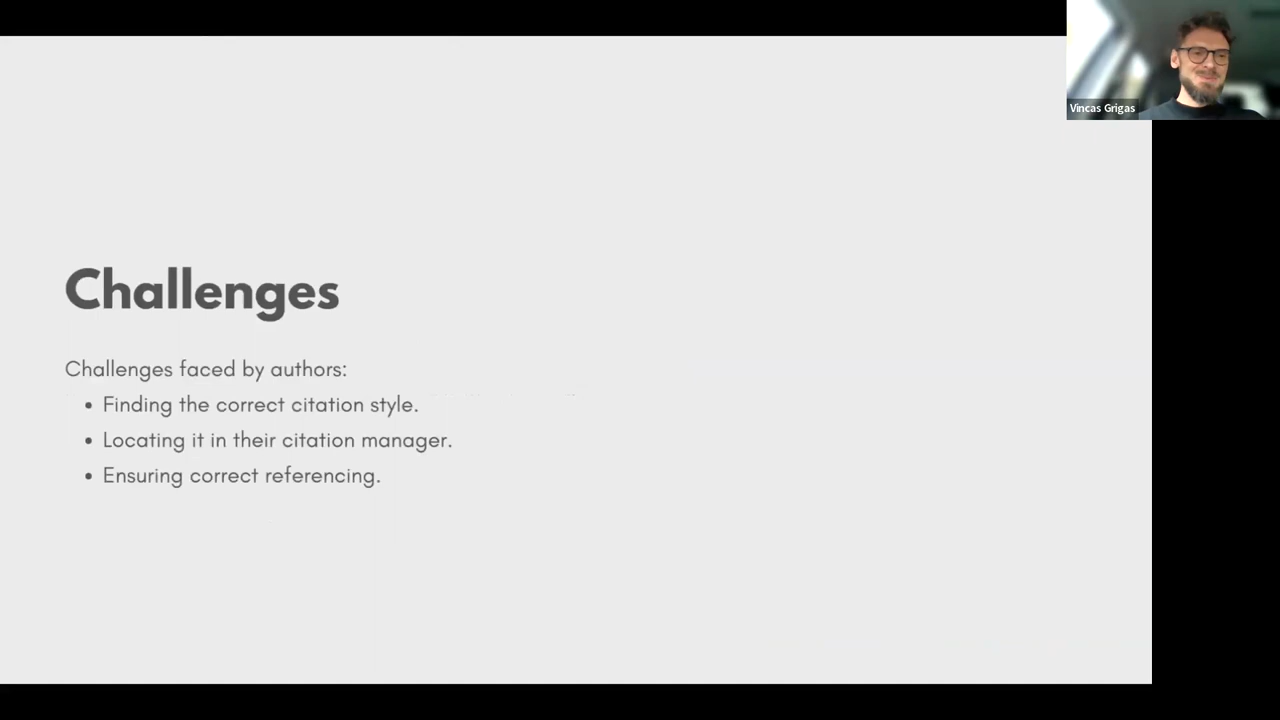 Vincas Grigas
Challenges
Challenges faced by authors:
• Finding the correct citation style.
• Locating it in their citation manager.
• Ensuring correct referencing.